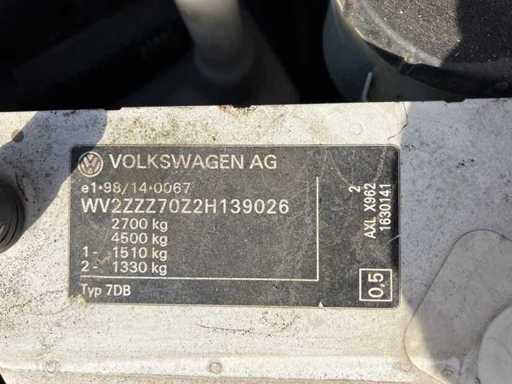 VOLKSWAGEN AG
e1*98/14*0067
WV2ZZZ70Z2H139026
2700 kg
4500 kg
1- 1510 kg
2- 1330 kg
Typ 7DB
2
AXL X962
1630141
0,5